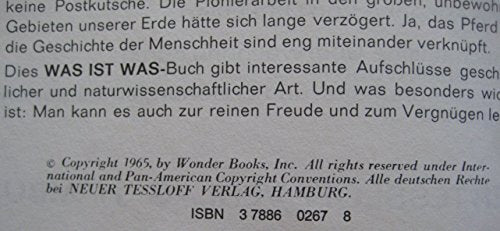 keine Postkutsche. Die Pionierarbeit in den großen, unbewohn
Gebieten unserer Erde hätte sich lange verzögert. Ja, das Pferd
die Geschichte der Menschheit sind eng miteinander verknüpft.
Dies WAS IST WAS-Buch gibt interessante Aufschlüsse gesch
licher und naturwissenschaftlicher Art. Und was besonders wic
ist: Man kann es auch zur reinen Freude und zum Vergnügen le
© Copyright 1965, by Wonder Books, Inc. All rights reserved under Inter-
national and Pan-American Copyright Conventions. Alle deutschen Rechte
bei NEUER TESSLOFF VERLAG, HAMBURG.
ISBN 3 7886 0267 8